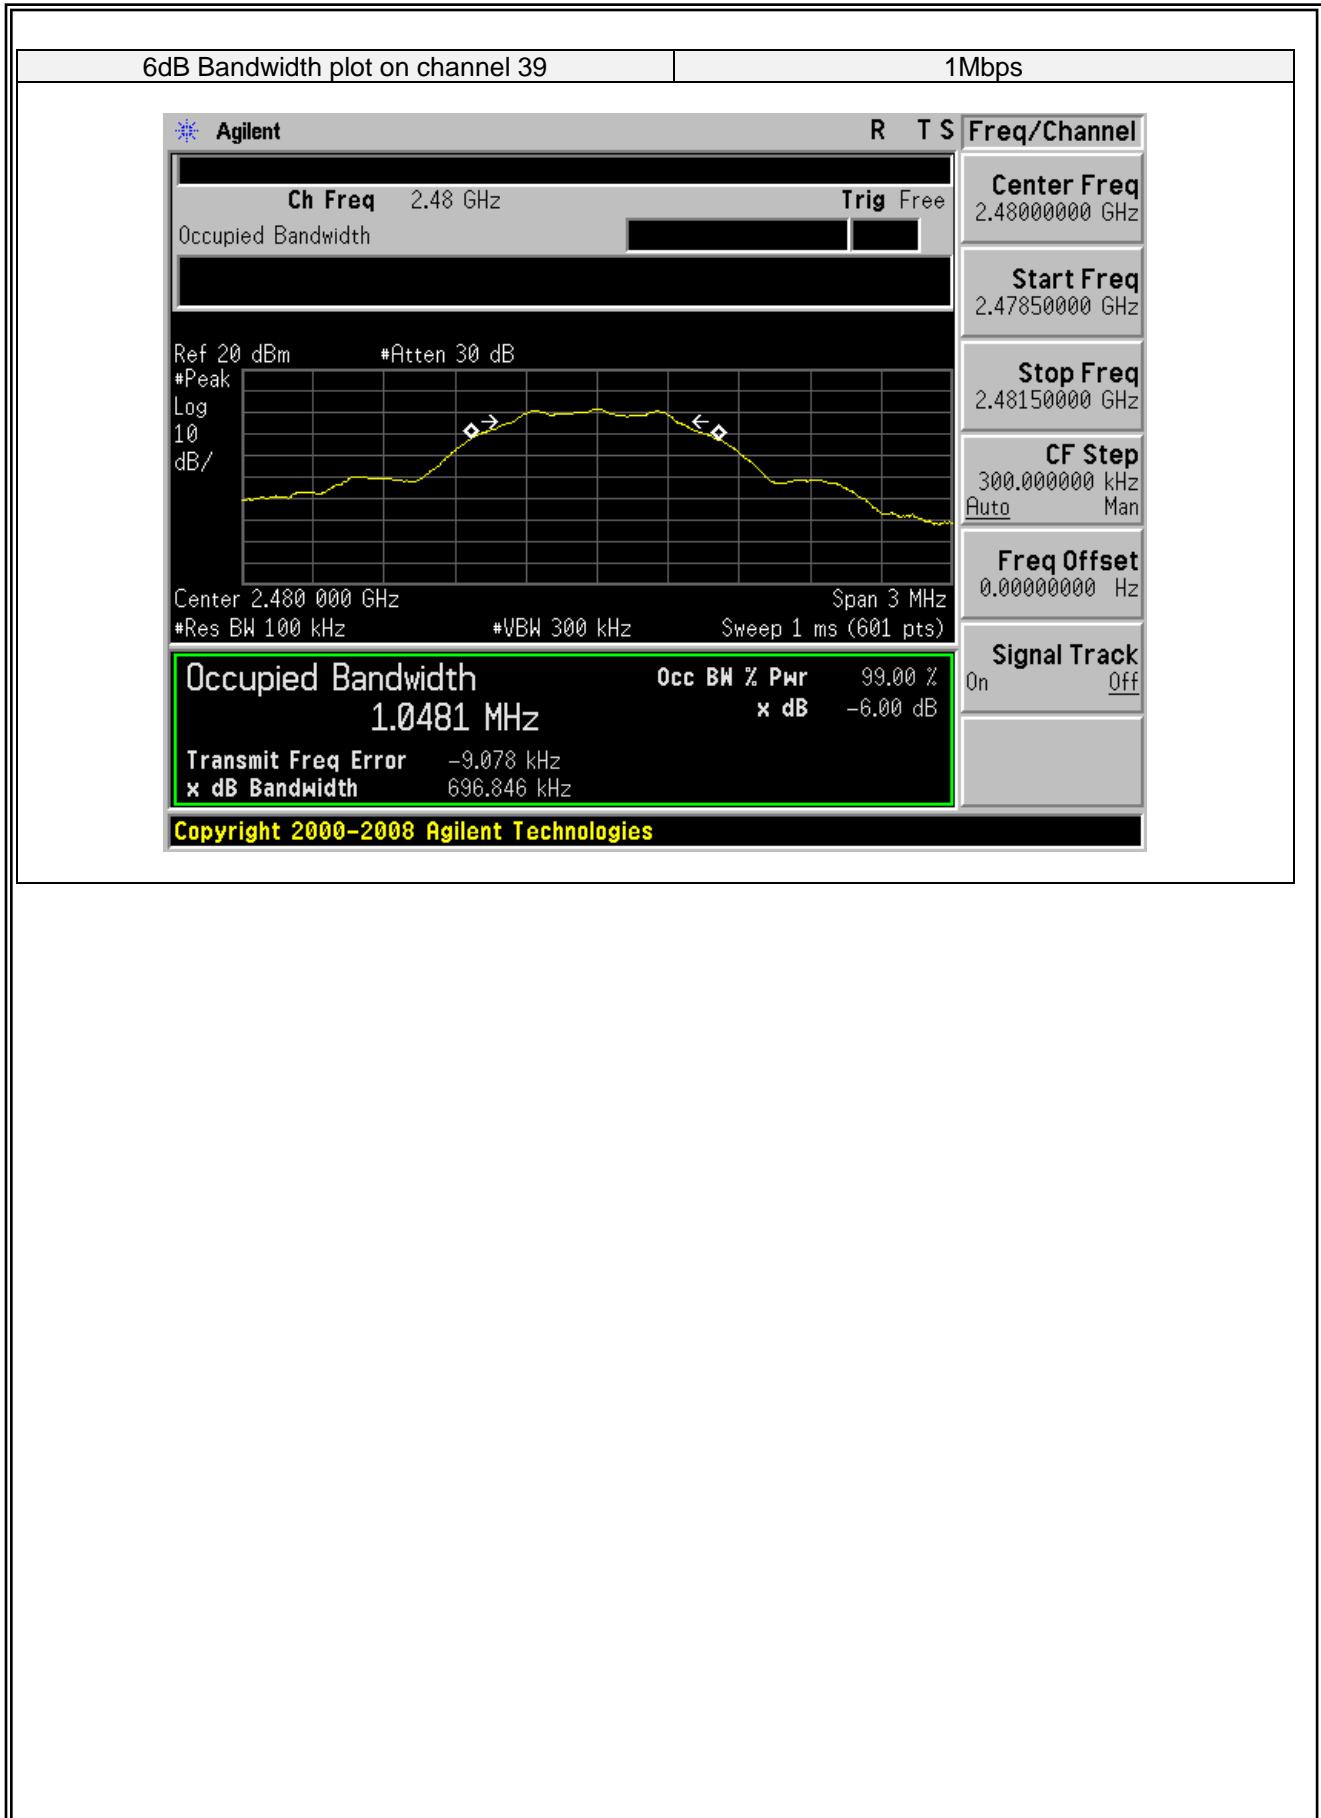 6dB Bandwidth plot on channel 39 1Mbps
Agilent R T S Freq/Channel
Ch Freq 2.48 GHz Trig Free
Occupied Bandwidth
Center Freq
2.48000000 GHz
Start Freq
2.47850000 GHz
Stop Freq
2.48150000 GHz
CF Step
300.000000 kHz
Auto Man
Freq Offset
0.00000000 Hz
Signal Track
On Off
Ref 20 dBm #Atten 30 dB
#Peak
Log
10
dB/
Center 2.480 000 GHz Span 3 MHz
#Res BW 100 kHz #VBW 300 kHz Sweep 1 ms (601 pts)
Occupied Bandwidth Occ BW % Pwr 99.00 %
1.0481 MHz x dB -6.00 dB
Transmit Freq Error -9.078 kHz
x dB Bandwidth 696.846 kHz
Copyright 2000-2008 Agilent Technologies